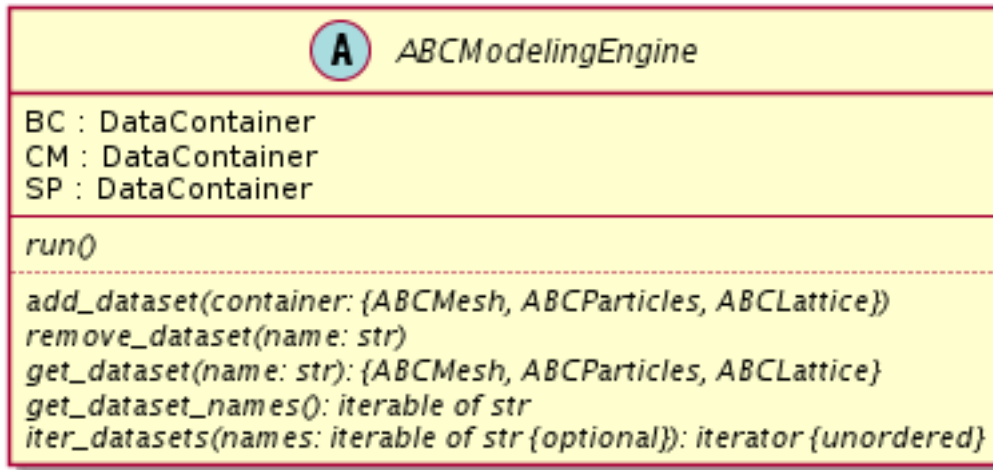 A ABCModelingEngine
BC : DataContainer
CM : DataContainer
SP : DataContainer
run()
add_dataset(container: {ABCMesh, ABCParticles, ABCLattice})
remove_dataset(name: str)
get_dataset(name: str): {ABCMesh, ABCParticles, ABCLattice}
get_dataset_names(): iterable of str
iter_datasets(names: iterable of str {optional}): iterator {unordered}